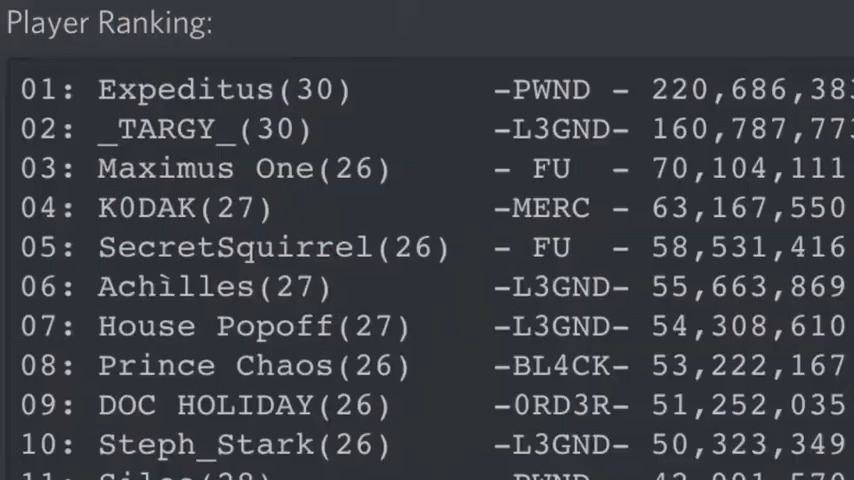 Player Ranking:
01: Expeditus(30) -PWND - 220,686,383
02: _TARGY_(30) -L3GND- 160,787,773
03: Maximus One(26) - FU - 70,104,111
04: K0DAK(27) -MERC - 63,167,550
05: SecretSquirrel(26) - FU - 58,531,416
06: Achìlles(27) -L3GND- 55,663,869
07: House Popoff(27) -L3GND- 54,308,610
08: Prince Chaos(26) -BL4CK- 53,222,167
09: DOC HOLIDAY(26) -0RD3R- 51,252,035
10: Steph_Stark(26) -L3GND- 50,323,349